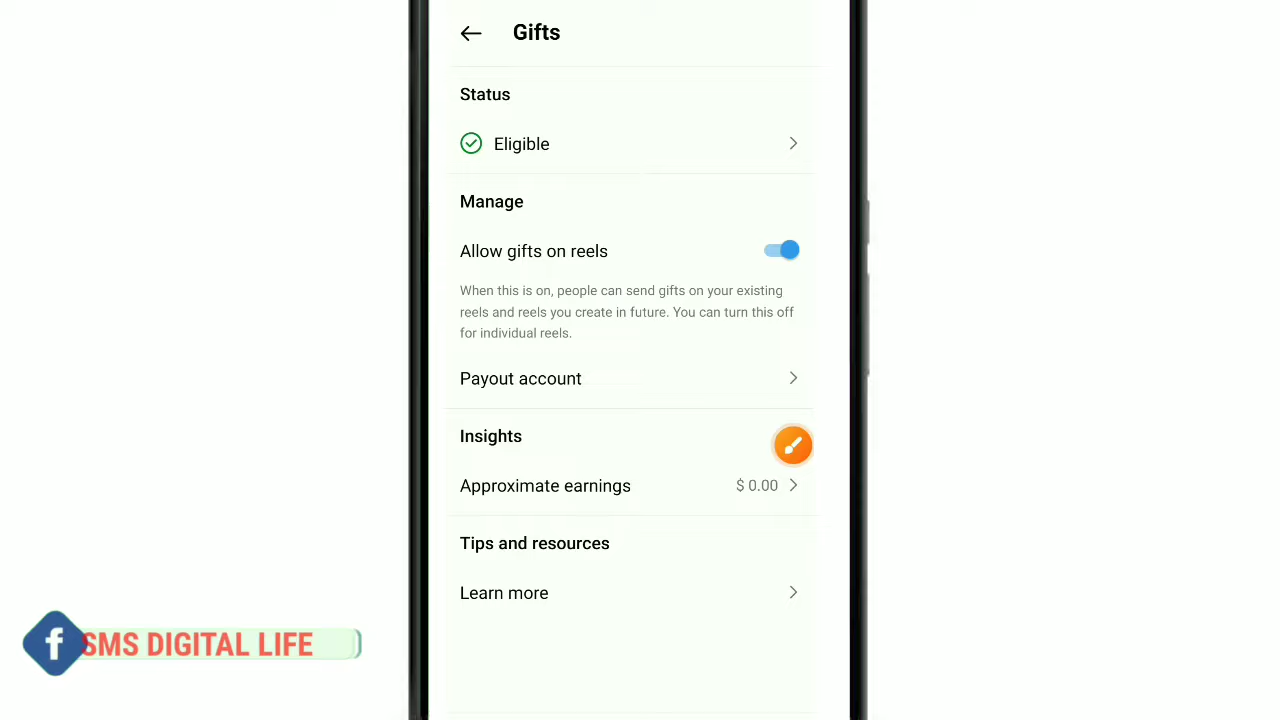 Gifts
Status
Eligible
Manage
Allow gifts on reels
When this is on, people can send gifts on your existing
reels and reels you create in future. You can turn this off
for individual reels.
Payout account
Insights
Approximate earnings $ 0.00
Tips and resources
Learn more
f SMS DIGITAL LIFE